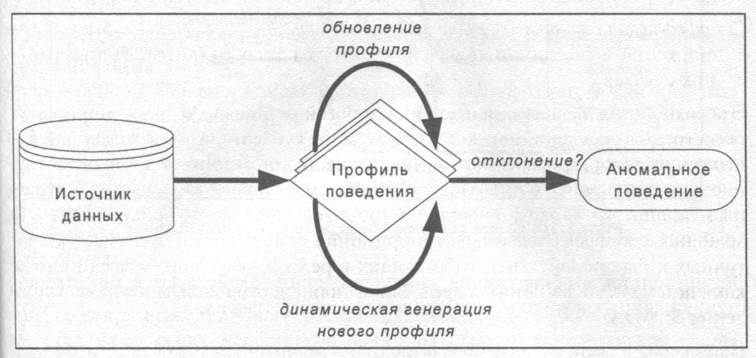 обновление
профиля
Источник
данных
Профиль
поведения
отклонение?
Аномальное
поведение
динамическая генерация
нового профиля